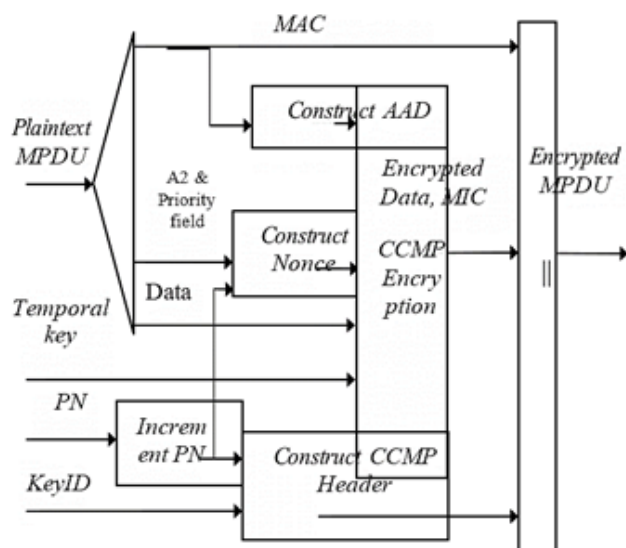 MAC
Construct AAD
Plaintext
MPDU
A2 &
Priority
field
Encrypted
Data, MIC
Encrypted
MPDU
Construct
Nonce
CCMP
Encry
ption
||
Data
Temporal
key
PN
Increm
ent PN
Construct CCMP
Header
KeyID